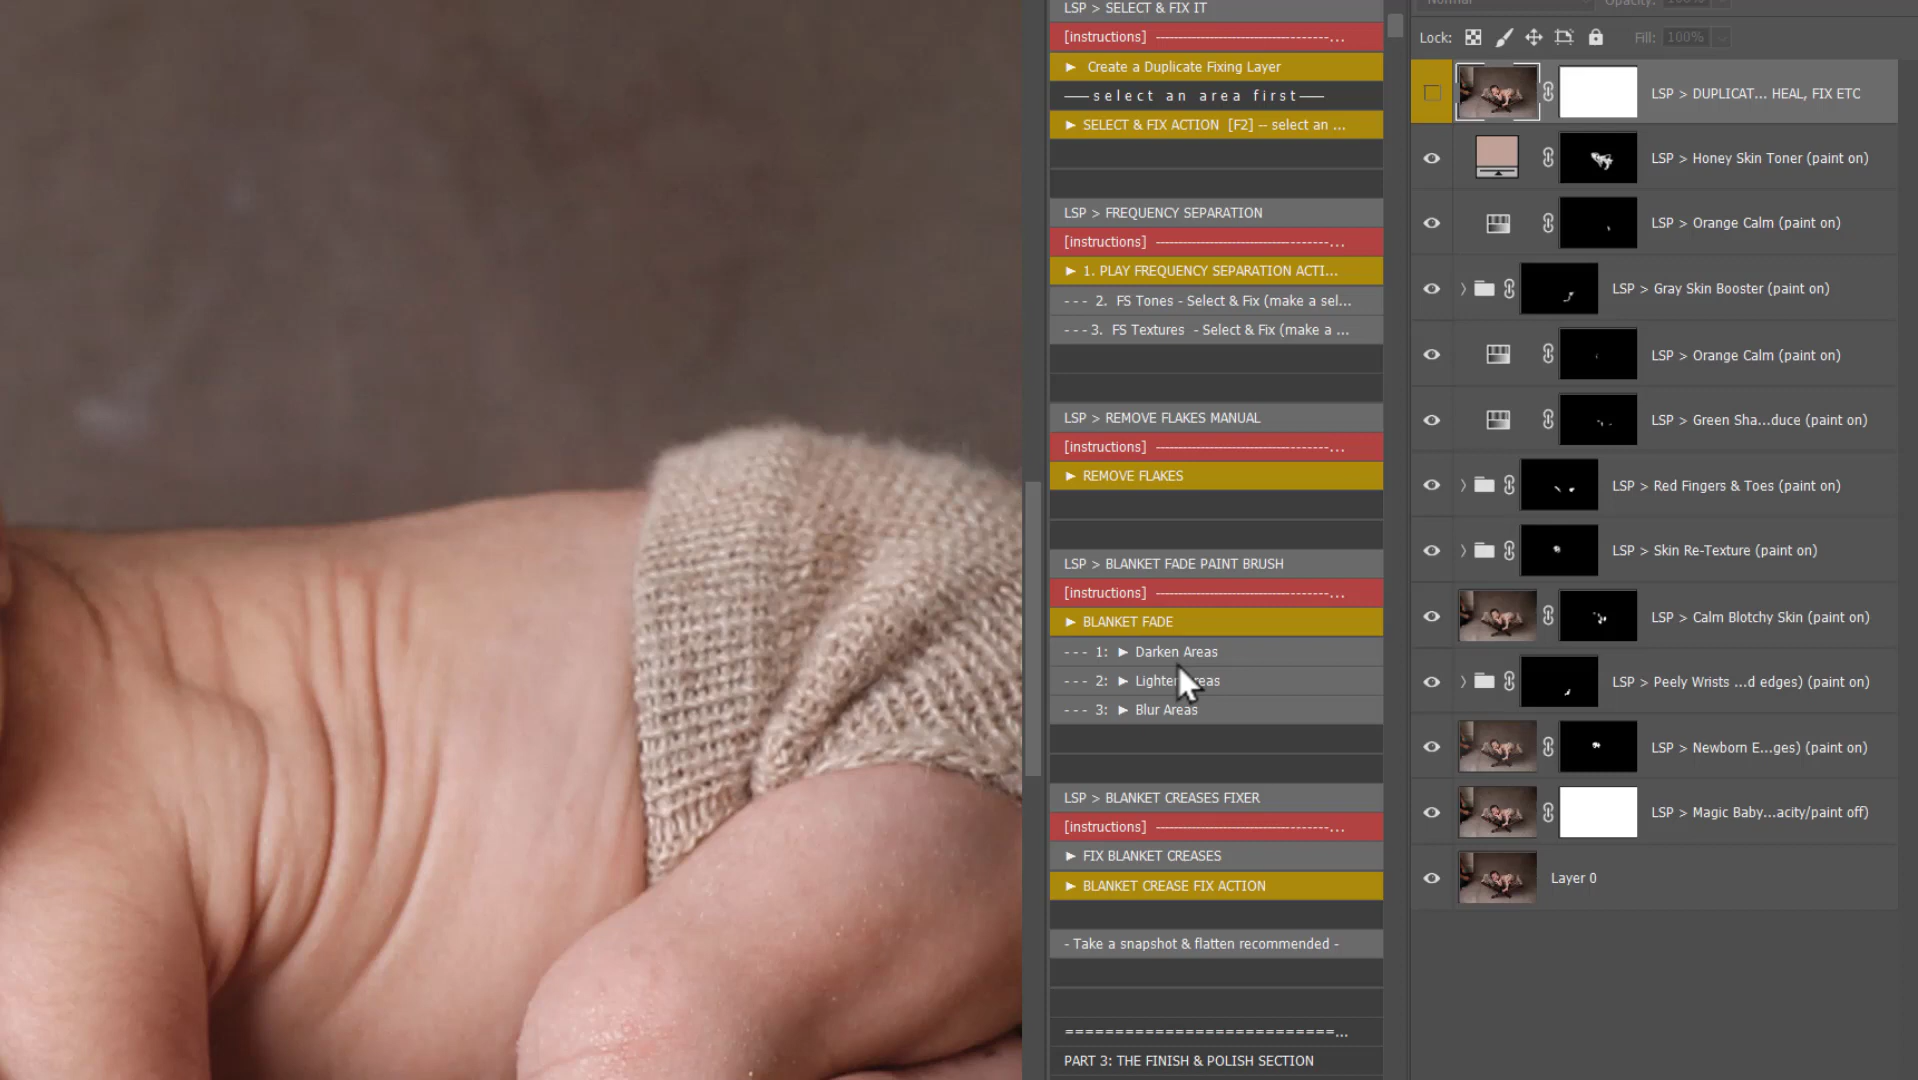 LSP > SELECT & FIX IT
[instructions] ------------------------------...
► Create a Duplicate Fixing Layer
—— select an area first ——
► SELECT & FIX ACTION [F2] -- select an ...
LSP > FREQUENCY SEPARATION
[instructions] ------------------------------...
► 1. PLAY FREQUENCY SEPARATION ACTI...
--- 2. FS Tones - Select & Fix (make a sel...
--- 3. FS Textures - Select & Fix (make a ...
LSP > REMOVE FLAKES MANUAL
[instructions] ------------------------------...
► REMOVE FLAKES
LSP > BLANKET FADE PAINT BRUSH
[instructions] ------------------------------...
► BLANKET FADE
--- 1: ► Darken Areas
--- 2: ► Lighten Areas
--- 3: ► Blur Areas
LSP > BLANKET CREASES FIXER
[instructions] ------------------------------...
► FIX BLANKET CREASES
► BLANKET CREASE FIX ACTION
- Take a snapshot & flatten recommended -
===========================...
PART 3: THE FINISH & POLISH SECTION
Normal Opacity: 100%
Lock: Fill: 100%
LSP > DUPLICAT... HEAL, FIX ETC
LSP > Honey Skin Toner (paint on)
LSP > Orange Calm (paint on)
LSP > Gray Skin Booster (paint on)
LSP > Orange Calm (paint on)
LSP > Green Sha...duce (paint on)
LSP > Red Fingers & Toes (paint on)
LSP > Skin Re-Texture (paint on)
LSP > Calm Blotchy Skin (paint on)
LSP > Peely Wrists ...d edges) (paint on)
LSP > Newborn E...ges) (paint on)
LSP > Magic Baby...acity/paint off)
Layer 0